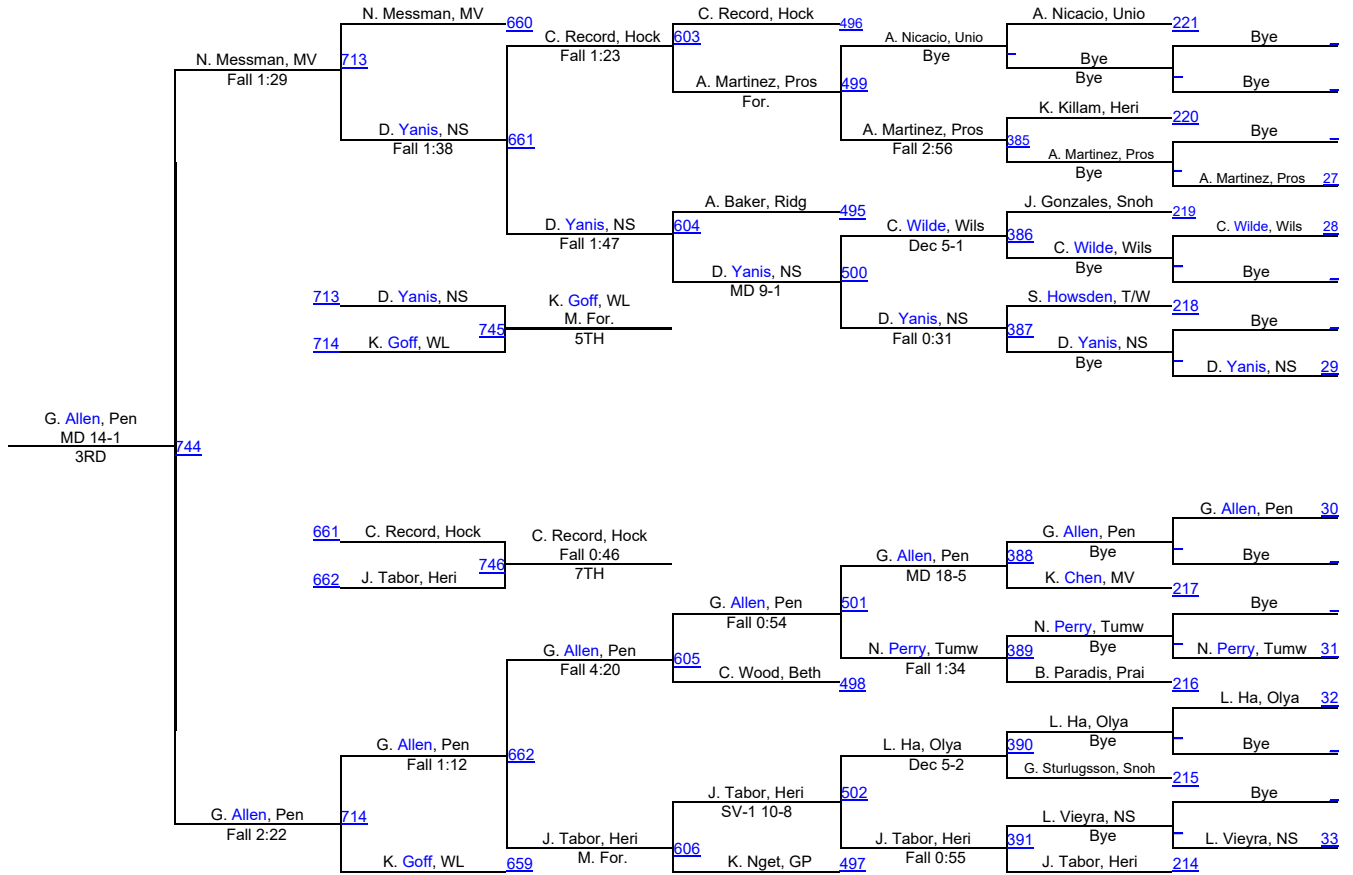 N. Messman, MV
660
C. Record, Hock
496
A. Nicacio, Unio
221
Bye
C. Record, Hock
603
Fall 1:23
A. Nicacio, Unio
Bye
Bye
Bye
Bye
N. Messman, MV
713
Fall 1:29
A. Martinez, Pros
499
For.
K. Killam, Heri
220
D. Yanis, NS
661
Fall 1:38
A. Martinez, Pros
385
Fall 2:56
Bye
A. Martinez, Pros
Bye
A. Martinez, Pros 27
A. Baker, Ridg
495
J. Gonzales, Snoh
219
D. Yanis, NS
604
Fall 1:47
C. Wilde, Wils
386
Dec 5-1
C. Wilde, Wils 28
C. Wilde, Wils
Bye
Bye
D. Yanis, NS
500
MD 9-1
713 D. Yanis, NS
K. Goff, WL
M. For.
745
5TH
714 K. Goff, WL
S. Howsden, T/W
218
D. Yanis, NS
387
Fall 0:31
Bye
D. Yanis, NS
Bye
D. Yanis, NS 29
G. Allen, Pen
MD 14-1
744
3RD
G. Allen, Pen 30
661 C. Record, Hock
C. Record, Hock
Fall 0:46
746
7TH
662 J. Tabor, Heri
G. Allen, Pen
Bye
Bye
G. Allen, Pen
388
MD 18-5
K. Chen, MV
217
G. Allen, Pen
501
Fall 0:54
Bye
N. Perry, Tumw
Bye
G. Allen, Pen
605
Fall 4:20
N. Perry, Tumw
389
Fall 1:34
N. Perry, Tumw 31
C. Wood, Beth
498
B. Paradis, Prai
216
L. Ha, Olya 32
L. Ha, Olya
Bye
G. Allen, Pen
662
Fall 1:12
L. Ha, Olya
390
Dec 5-2
Bye
G. Sturlugsson, Snoh
215
J. Tabor, Heri
502
SV-1 10-8
Bye
G. Allen, Pen
714
Fall 2:22
L. Vieyra, NS
Bye
J. Tabor, Heri
606
M. For.
J. Tabor, Heri
391
Fall 0:55
L. Vieyra, NS 33
K. Goff, WL
659
K. Nget, GP
497
J. Tabor, Heri
214